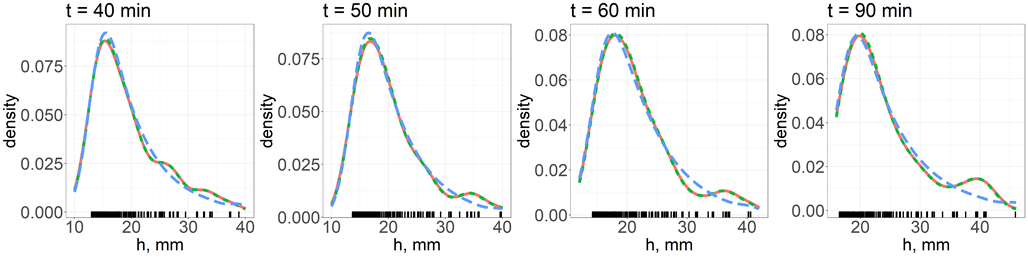 t = 40 min
density
0.075
0.050
0.025
0.000
10 20 30 40
h, mm
t = 50 min
density
0.075
0.050
0.025
0.000
10 20 30 40
h, mm
t = 60 min
density
0.08
0.06
0.04
0.02
0.00
20 30 40
h, mm
t = 90 min
density
0.08
0.06
0.04
0.02
0.00
20 30 40
h, mm